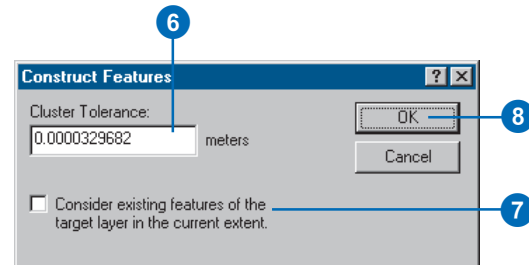 6
Construct Features
? ×
Cluster Tolerance:
0.0000329682 meters
OK
8
Cancel
Consider existing features of the
target layer in the current extent.
7